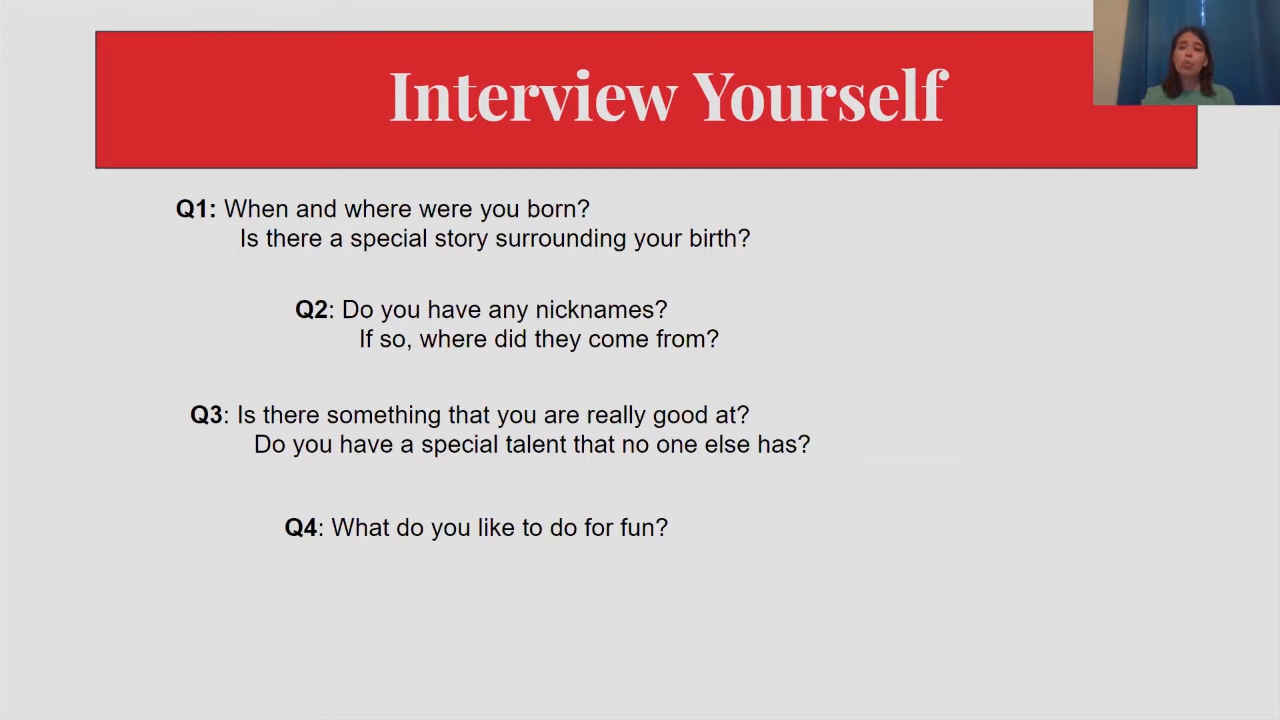 Interview Yourself
Q1: When and where were you born?
Is there a special story surrounding your birth?
Q2: Do you have any nicknames?
If so, where did they come from?
Q3: Is there something that you are really good at?
Do you have a special talent that no one else has?
Q4: What do you like to do for fun?